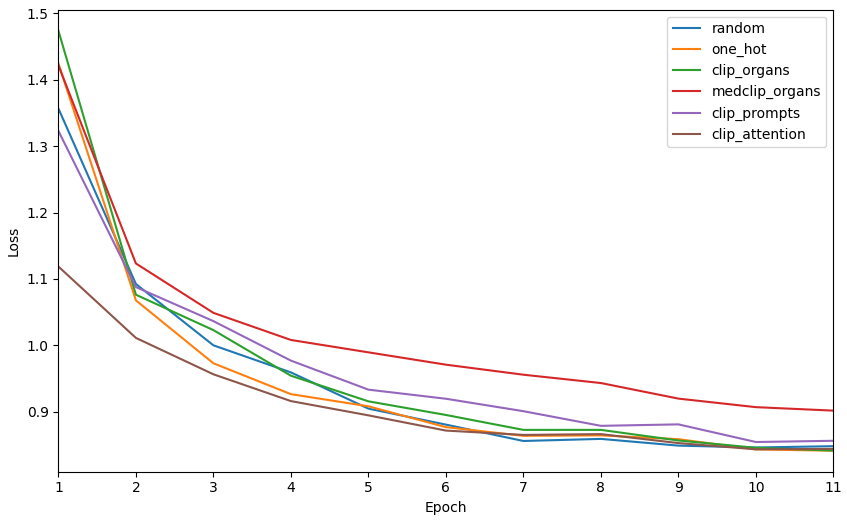 1.5
1.4
1.3
1.2
1.1
1.0
0.9
Loss
random
one_hot
clip_organs
medclip_organs
clip_prompts
clip_attention
1 2 3 4 5 6 7 8 9 10 11
Epoch